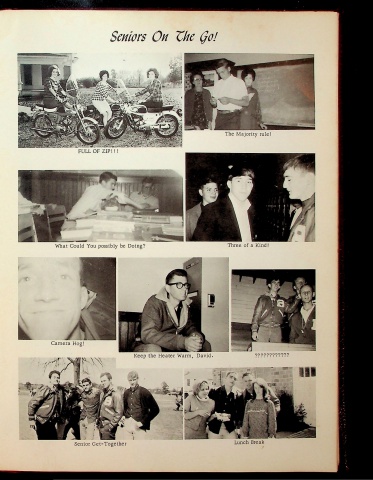 Seniors On The Go!
FULL OF ZIP!!!
The Majority rule!
What Could You possibly be Doing?
Three of a Kind!
Camera Hog!
Keep the Heater Warm, David.
????????????
Senior Get-Together
Lunch Break